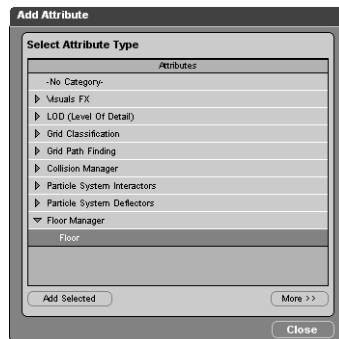 Add Attribute
Select Attribute Type
Attributes
-No Category-
Visuals FX
LOD (Level Of Detail)
Grid Classification
Grid Path Finding
Collision Manager
Particle System Interactors
Particle System Deflectors
Floor Manager
Floor
Add Selected
More >>
Close